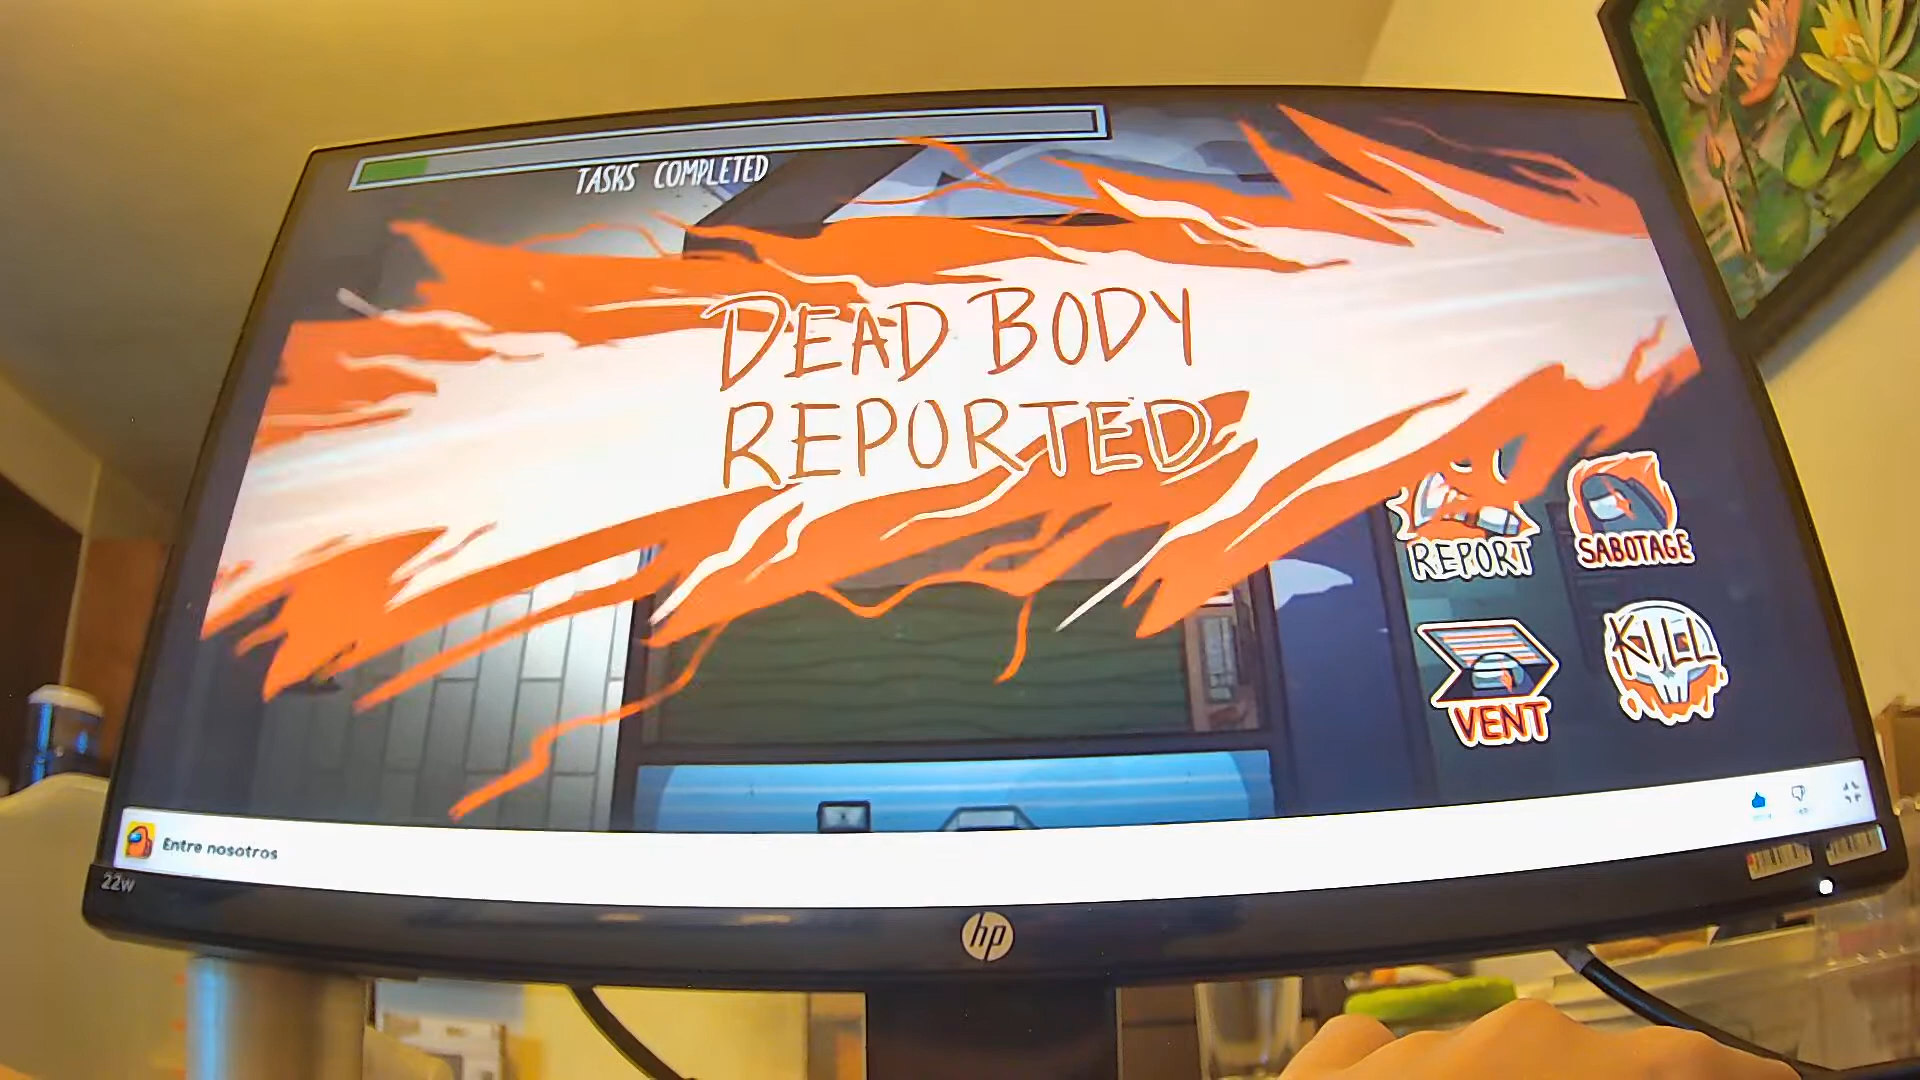 TASKS COMPLETED
DEAD BODY
REPORTED
REPORT
SABOTAGE
KILL
VENT
Entre nosotros
22w
hp